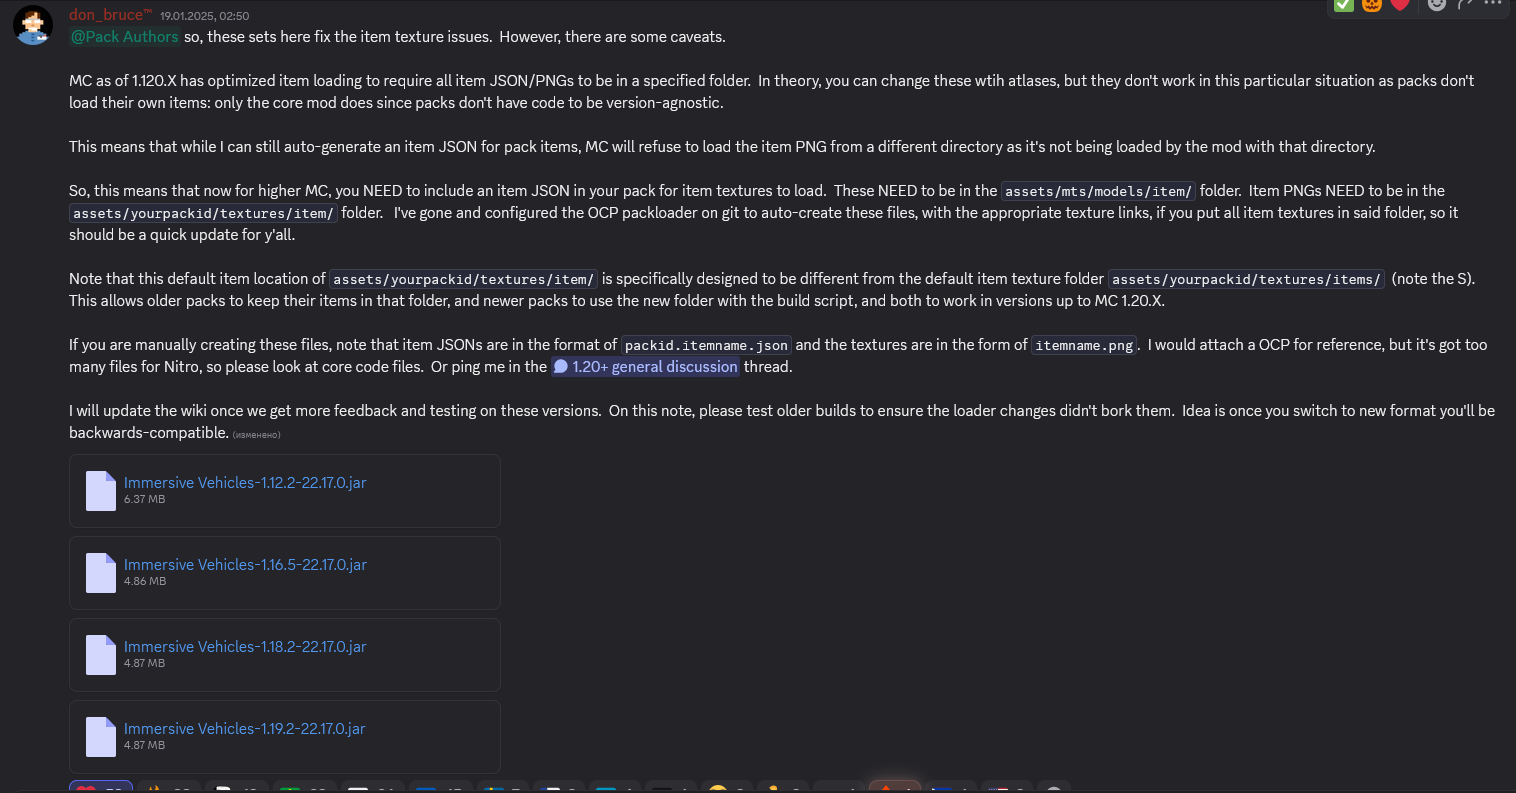 don_bruce™ 19.01.2025, 02:50
@Pack Authors so, these sets here fix the item texture issues. However, there are some caveats.
MC as of 1.120.X has optimized item loading to require all item JSON/PNGs to be in a specified folder. In theory, you can change these wtih atlases, but they don't work in this particular situation as packs don't
load their own items: only the core mod does since packs don't have code to be version-agnostic.
This means that while I can still auto-generate an item JSON for pack items, MC will refuse to load the item PNG from a different directory as it's not being loaded by the mod with that directory.
So, this means that now for higher MC, you NEED to include an item JSON in your pack for item textures to load. These NEED to be in the assets/mts/models/item/ folder. Item PNGs NEED to be in the
assets/yourpackid/textures/item/ folder. I've gone and configured the OCP packloader on git to auto-create these files, with the appropriate texture links, if you put all item textures in said folder, so it
should be a quick update for y'all.
Note that this default item location of assets/yourpackid/textures/item/ is specifically designed to be different from the default item texture folder assets/yourpackid/textures/items/ (note the S).
This allows older packs to keep their items in that folder, and newer packs to use the new folder with the build script, and both to work in versions up to MC 1.20.X.
If you are manually creating these files, note that item JSONs are in the format of packid.itemname.json and the textures are in the form of itemname.png. I would attach a OCP for reference, but it's got too
many files for Nitro, so please look at core code files. Or ping me in the 1.20+ general discussion thread.
I will update the wiki once we get more feedback and testing on these versions. On this note, please test older builds to ensure the loader changes didn't bork them. Idea is once you switch to new format you'll be
backwards-compatible. (изменено)
Immersive Vehicles-1.12.2-22.17.0.jar
6.37 MB
Immersive Vehicles-1.16.5-22.17.0.jar
4.86 MB
Immersive Vehicles-1.18.2-22.17.0.jar
4.87 MB
Immersive Vehicles-1.19.2-22.17.0.jar
4.87 MB